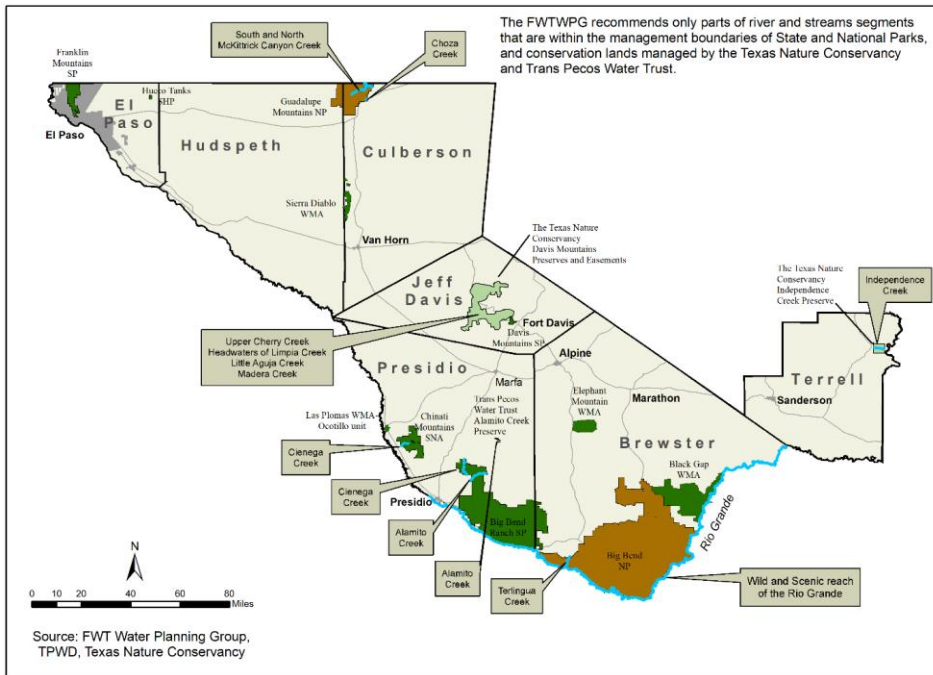 The FWTWPG recommends only parts of river and streams segments
that are within the management boundaries of State and National Parks,
and conservation lands managed by the Texas Nature Conservancy
and Trans Pecos Water Trust.
South and North
McKittrick Canyon Creek
Choza
Creek
Franklin
Mountains
SP
Hueco Tanks
SHP
El
Paso
El Paso
Guadalupe
Mountains NP
Hudspeth
Culberson
Sierra Diablo
WMA
Van Horn
The Texas Nature
Conservancy
Davis Mountains
Preserves and Easements
Jeff
Davis
Fort Davis
Davis
Mountains SP
The Texas Nature
Conservancy
Independence
Creek Preserve
Independence
Creek
Upper Cherry Creek
Headwaters of Limpia Creek
Little Aguja Creek
Madera Creek
Presidio
Alpine
Marfa
Marathon
Terrell
Sanderson
Las Plomas WMA
Ocotillo unit
Chinati
Mountains
SNA
Trans Pecos
Water Trust
Alamito Creek
Preserve
Elephant
Mountain
WMA
Brewster
Cienega
Creek
Cienega
Creek
Black Gap
WMA
Presidio
Rio Grande
Alamito
Creek
Big Bend
Ranch SP
Big Bend
NP
Alamito
Creek
Terlingua
Creek
Wild and Scenic reach
of the Rio Grande
N
0 10 20 40 60 80
Miles
Source: FWT Water Planning Group,
TPWD, Texas Nature Conservancy